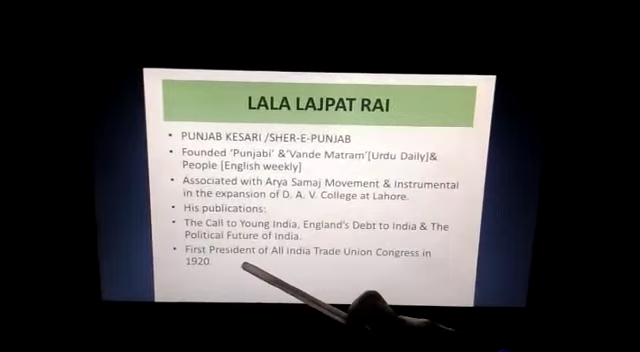 LALA LAJPAT RAI
• PUNJAB KESARI /SHER-E-PUNJAB
• Founded 'Punjabi' &'Vande Matram'[Urdu Daily]&
People [English weekly]
• Associated with Arya Samaj Movement & Instrumental
in the expansion of D. A. V. College at Lahore.
• His publications:
• The Call to Young India, England's Debt to India & The
Political Future of India.
• First President of All India Trade Union Congress in
1920.